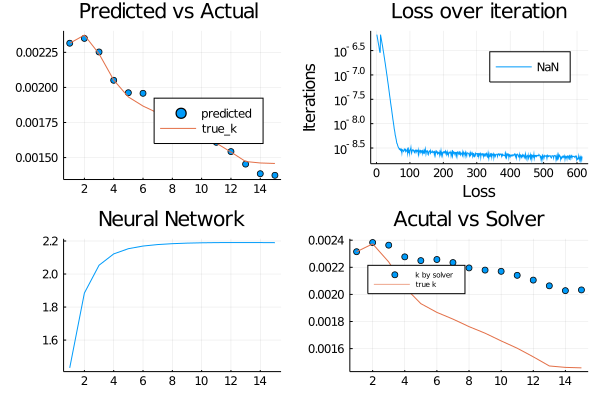 Predicted vs Actual
0.00225
0.00200
0.00175
0.00150
predicted
true_k
2 4 6 8 10 12 14
Loss over iteration
Iterations
10^- 6.5
10^- 7.0
10^- 7.5
10^- 8.0
10^- 8.5
NaN
0 100 200 300 400 500 600
Loss
Neural Network
2.2
2.0
1.8
1.6
2 4 6 8 10 12 14
Acutal vs Solver
0.0024
0.0022
0.0020
0.0018
0.0016
k by solver
true k
2 4 6 8 10 12 14